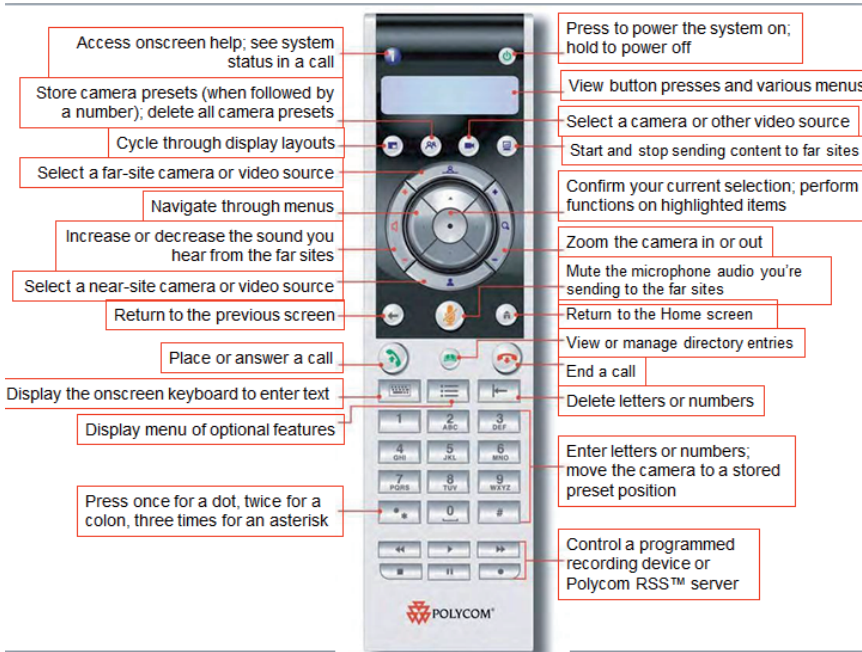 Access onscreen help; see system
status in a call
Press to power the system on;
hold to power off
Store camera presets (when followed by
a number); delete all camera presets
View button presses and various menus
Cycle through display layouts
Select a camera or other video source
Select a far-site camera or video source
Start and stop sending content to far sites
Navigate through menus
Confirm your current selection; perform
functions on highlighted items
Increase or decrease the sound you
hear from the far sites
Zoom the camera in or out
Select a near-site camera or video source
Mute the microphone audio you're
sending to the far sites
Return to the previous screen
Return to the Home screen
View or manage directory entries
Place or answer a call
End a call
Display the onscreen keyboard to enter text
Delete letters or numbers
Display menu of optional features
1 2 3
ABC DEF
4 5 6
GHI JKL MNO
7 8 9
PQRS TUV WXYZ
Enter letters or numbers;
move the camera to a stored
preset position
Press once for a dot, twice for a
colon, three times for an asterisk
* 0 #
Control a programmed
recording device or
Polycom RSS™ server
POLYCOM®